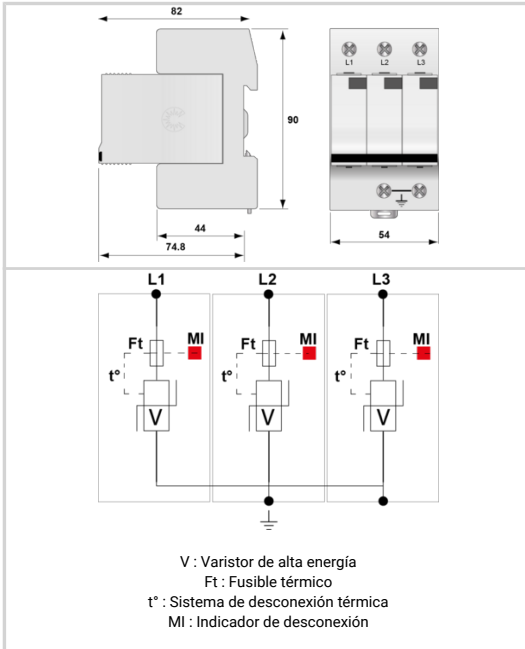 82
L1 L2 L3
90
44
74.8
54
L1 L2 L3
Ft MI Ft MI Ft MI
t° t° t°
V V V
V : Varistor de alta energía
Ft : Fusible térmico
t° : Sistema de desconexión térmica
MI : Indicador de desconexión